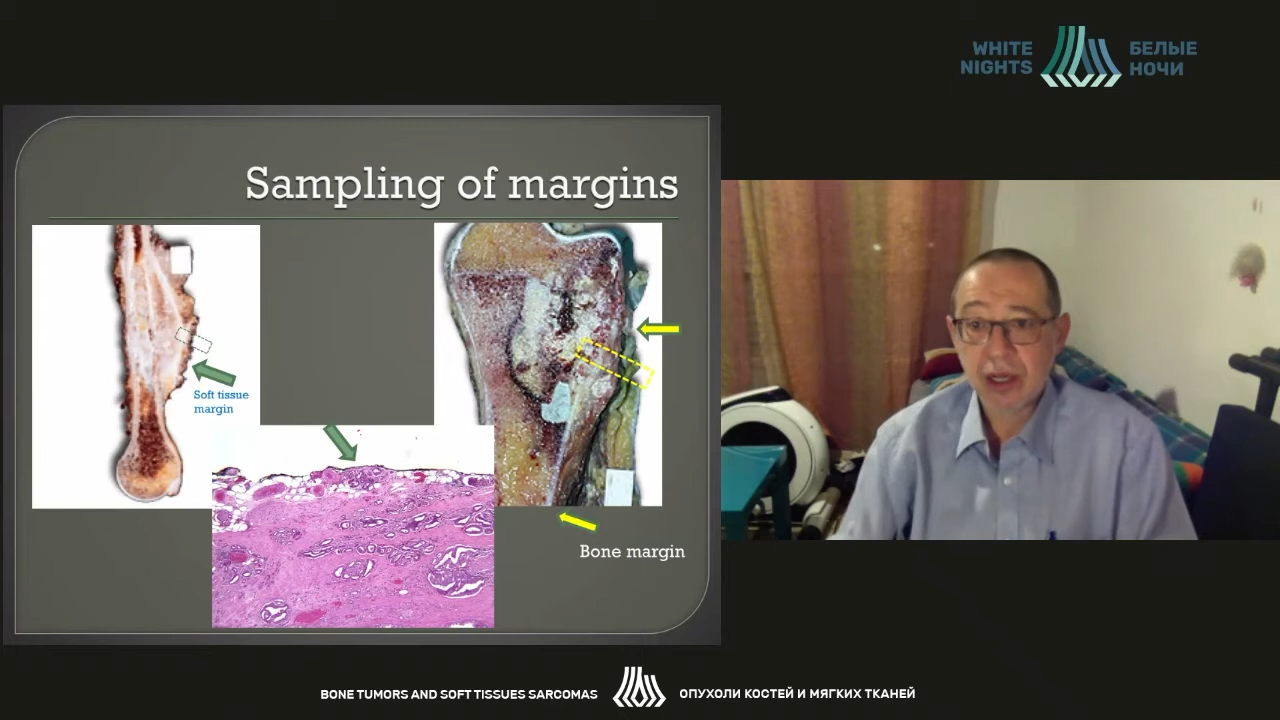 WHITE
NIGHTS
БЕЛЫЕ
НОЧИ
Sampling of margins
Soft tissue
margin
Bone margin
BONE TUMORS AND SOFT TISSUES SARCOMAS
ОПУХОЛИ КОСТЕЙ И МЯГКИХ ТКАНЕЙ